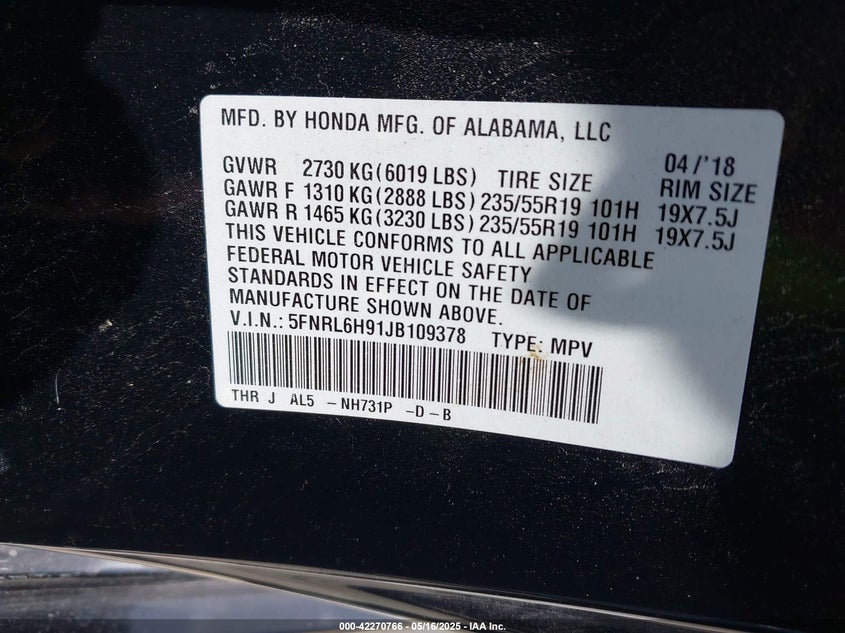 MFD. BY HONDA MFG. OF ALABAMA, LLC
04/'18
GVWR 2730 KG(6019 LBS) TIRE SIZE RIM SIZE
GAWR F 1310 KG(2888 LBS)235/55R19 101H 19X7.5J
GAWR R 1465 KG(3230 LBS)235/55R19 101H 19X7.5J
THIS VEHICLE CONFORMS TO ALL APPLICABLE
FEDERAL MOTOR VEHICLE SAFETY
STANDARDS IN EFFECT ON THE DATE OF
MANUFACTURE SHOWN ABOVE.
V.I.N.: 5FNRL6H91JB109378 TYPE: MPV
THR J AL5 -NH731P -D-B
000-42270766 - 05/16/2025 - IAA Inc.